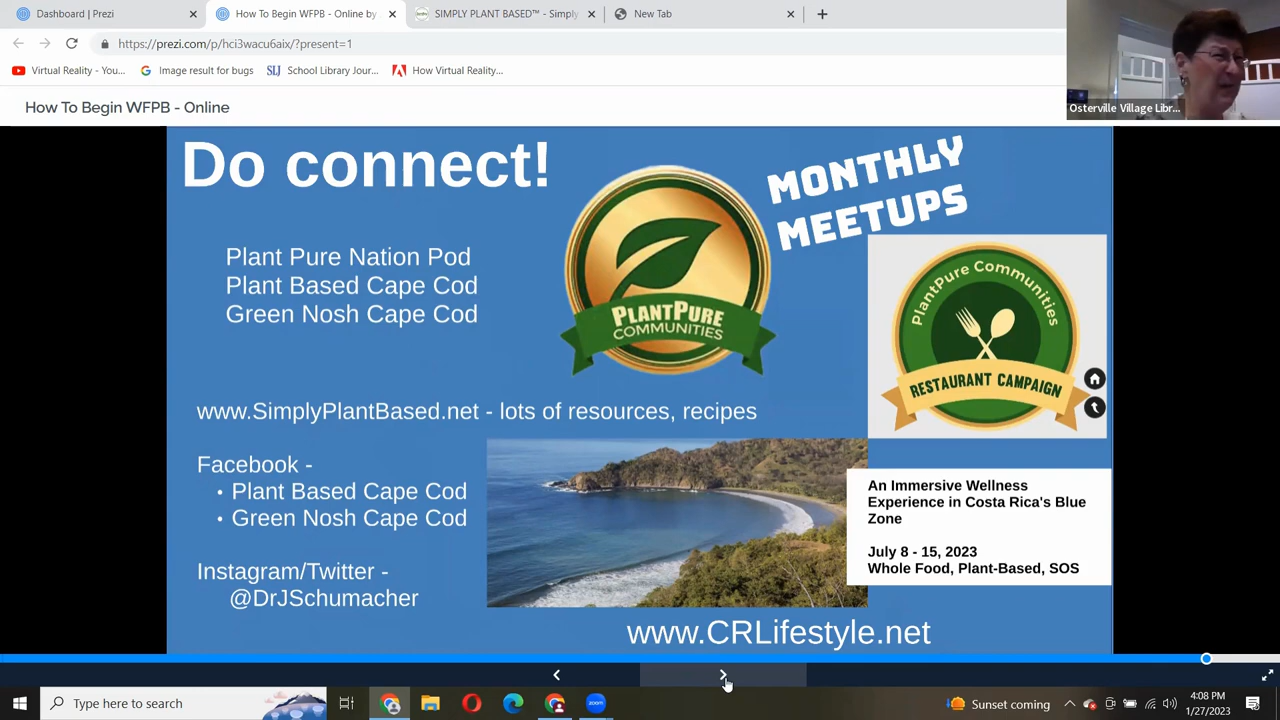 Dashboard | Prezi
How To Begin WFPB - Online by
SIMPLY PLANT BASED™ - Simply
New Tab
https://prezi.com/p/hci3wacu6aix/?present=1
Virtual Reality - You...
Image result for bugs
SLJ
School Library Jour...
How Virtual Reality...
Osterville Village Libr...
How To Begin WFPB - Online
Do connect!
MONTHLY
MEETUPS
Plant Pure Nation Pod
Plant Based Cape Cod
Green Nosh Cape Cod
PLANTPURE
COMMUNITIES
PlantPure Communities
RESTAURANT CAMPAIGN
www.SimplyPlantBased.net - lots of resources, recipes
Facebook -
• Plant Based Cape Cod
• Green Nosh Cape Cod
Instagram/Twitter -
@DrJSchumacher
An Immersive Wellness
Experience in Costa Rica's Blue
Zone
July 8 - 15, 2023
Whole Food, Plant-Based, SOS
www.CRLifestyle.net
Type here to search
zoom
Sunset coming
4:08 PM
1/27/2023